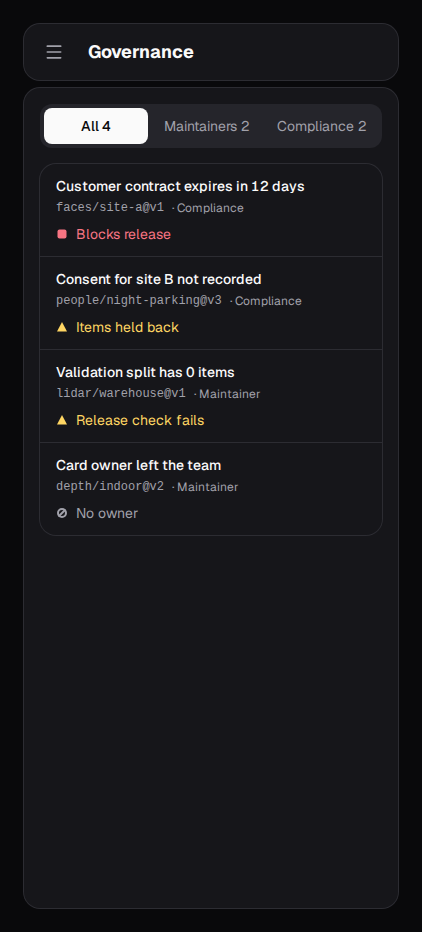 Governance
All 4 Maintainers 2 Compliance 2
Customer contract expires in 12 days
faces/site-a@v1 · Compliance
Blocks release
Consent for site B not recorded
people/night-parking@v3 · Compliance
Items held back
Validation split has 0 items
lidar/warehouse@v1 · Maintainer
Release check fails
Card owner left the team
depth/indoor@v2 · Maintainer
No owner